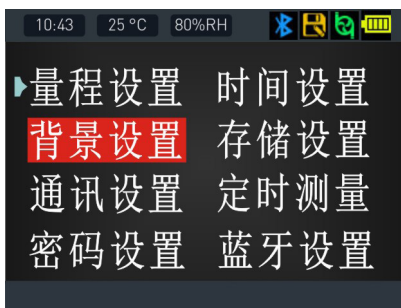 10:43 25 °C 80%RH
量程设置 时间设置
背景设置 存储设置
通讯设置 定时测量
密码设置 蓝牙设置